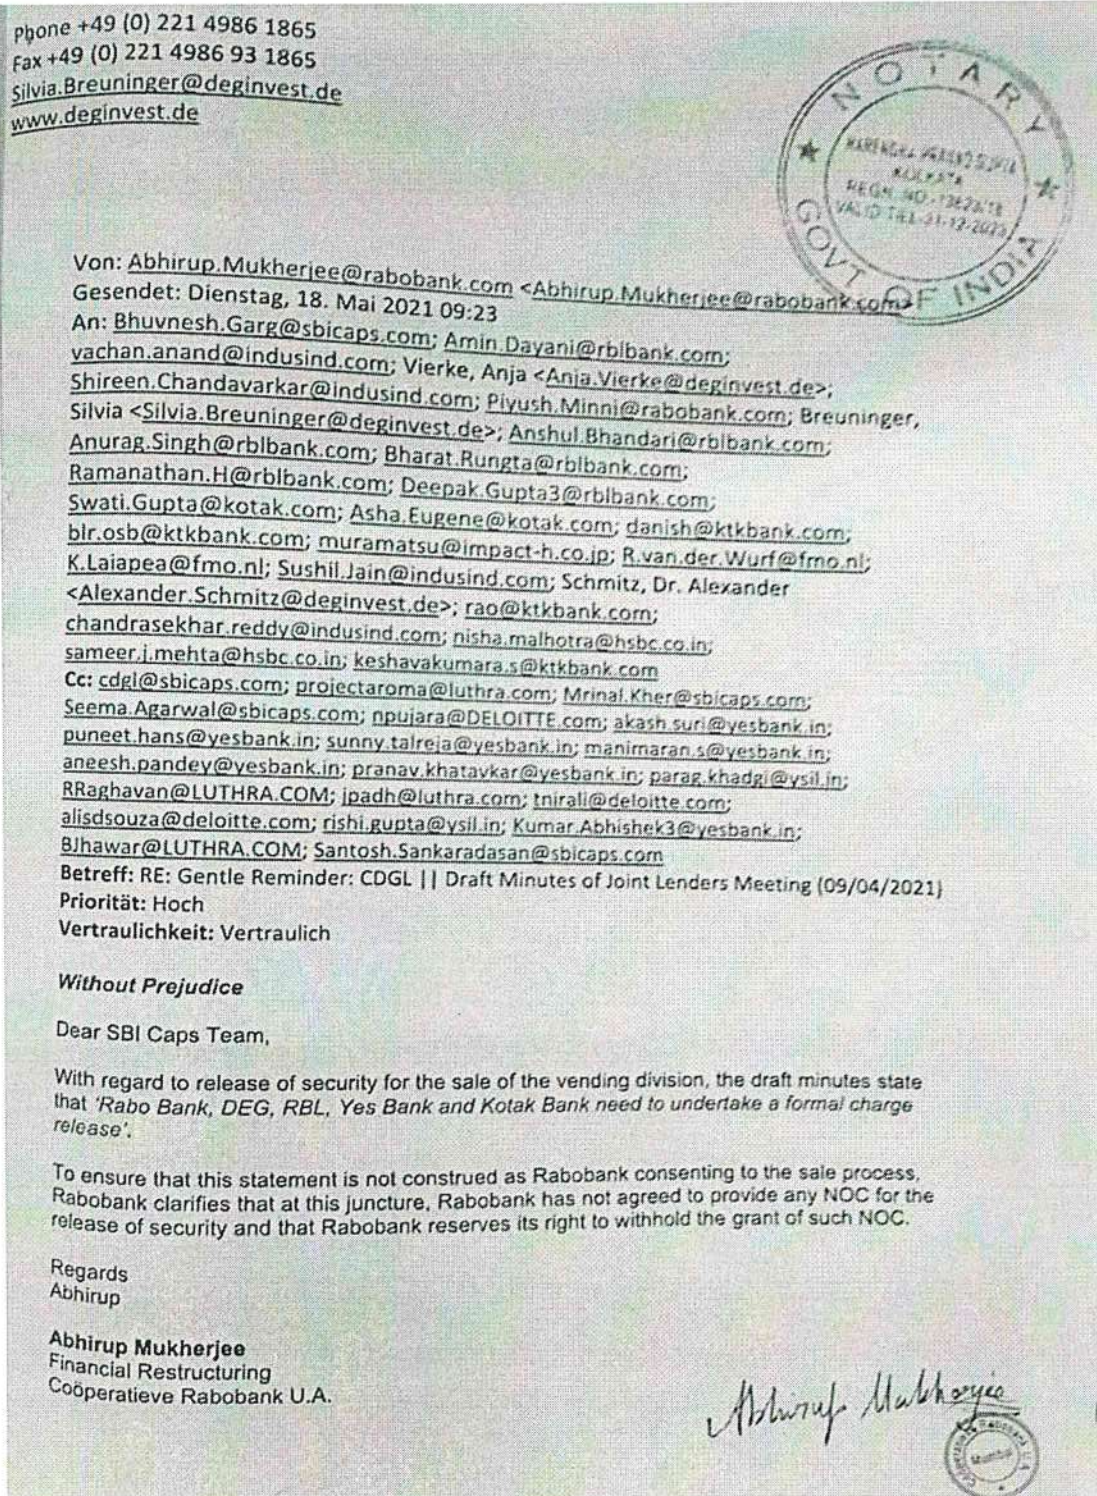 Phone +49 (0) 221 4986 1865
Fax +49 (0) 221 4986 93 1865
Silvia.Breuninger@deginvest.de
www.deginvest.de
NOTARY
KOLKATA
GOVT. OF INDIA
Von: Abhirup.Mukherjee@rabobank.com <Abhirup.Mukherjee@rabobank.com>
Gesendet: Dienstag, 18. Mai 2021 09:23
An: Bhuvnesh.Garg@sbicaps.com; Amin.Dayani@rblbank.com;
vachan.anand@indusind.com; Vierke, Anja <Anja.Vierke@deginvest.de>;
Shireen.Chandavarkar@indusind.com; Piyush.Minni@rabobank.com; Breuninger,
Silvia <Silvia.Breuninger@deginvest.de>; Anshul.Bhandari@rblbank.com;
Anurag.Singh@rblbank.com; Bharat.Rungta@rblbank.com;
Ramanathan.H@rblbank.com; Deepak.Gupta3@rblbank.com;
Swati.Gupta@kotak.com; Asha.Eugene@kotak.com; danish@ktkbank.com;
blr.osb@ktkbank.com; muramatsu@impact-h.co.jp; R.van.der.Wurf@fmo.nl;
K.Laiapea@fmo.nl; Sushil.Jain@indusind.com; Schmitz, Dr. Alexander
<Alexander.Schmitz@deginvest.de>; rao@ktkbank.com;
chandrasekhar.reddy@indusind.com; nisha.malhotra@hsbc.co.in;
sameer.j.mehta@hsbc.co.in; keshavakumara.s@ktkbank.com
Cc: cdgl@sbicaps.com; projectaroma@luthra.com; Mrinal.Kher@sbicaps.com;
Seema.Agarwal@sbicaps.com; npujara@DELOITTE.com; akash.suri@yesbank.in;
puneet.hans@yesbank.in; sunny.talreja@yesbank.in; manimaran.s@yesbank.in;
aneesh.pandey@yesbank.in; pranav.khatavkar@yesbank.in; parag.khadgi@ysil.in;
RRaghavan@LUTHRA.COM; jpadh@luthra.com; tnirali@deloitte.com;
alisdsouza@deloitte.com; rishi.gupta@ysil.in; Kumar.Abhishek3@yesbank.in;
BJhawar@LUTHRA.COM; Santosh.Sankaradasan@sbicaps.com
Betreff: RE: Gentle Reminder: CDGL || Draft Minutes of Joint Lenders Meeting (09/04/2021)
Priorität: Hoch
Vertraulichkeit: Vertraulich
Without Prejudice
Dear SBI Caps Team,
With regard to release of security for the sale of the vending division, the draft minutes state
that 'Rabo Bank, DEG, RBL, Yes Bank and Kotak Bank need to undertake a formal charge
release'.
To ensure that this statement is not construed as Rabobank consenting to the sale process,
Rabobank clarifies that at this juncture, Rabobank has not agreed to provide any NOC for the
release of security and that Rabobank reserves its right to withhold the grant of such NOC.
Regards
Abhirup
Abhirup Mukherjee
Financial Restructuring
Coöperatieve Rabobank U.A.
Abhirup Mukherjee
Coöperatieve Rabobank U.A.
Mumbai